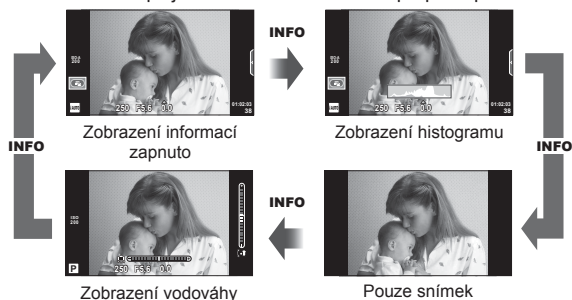 INFO
ISO-A
200
250 F5.6 0.0
01:02:03
38
250 F5.6 0.0
01:02:03
38
Zobrazení informací
zapnuto
Zobrazení histogramu
INFO
INFO
INFO
ISO
200
P
250 F5.6 0.0
Zobrazení vodováhy
Pouze snímek